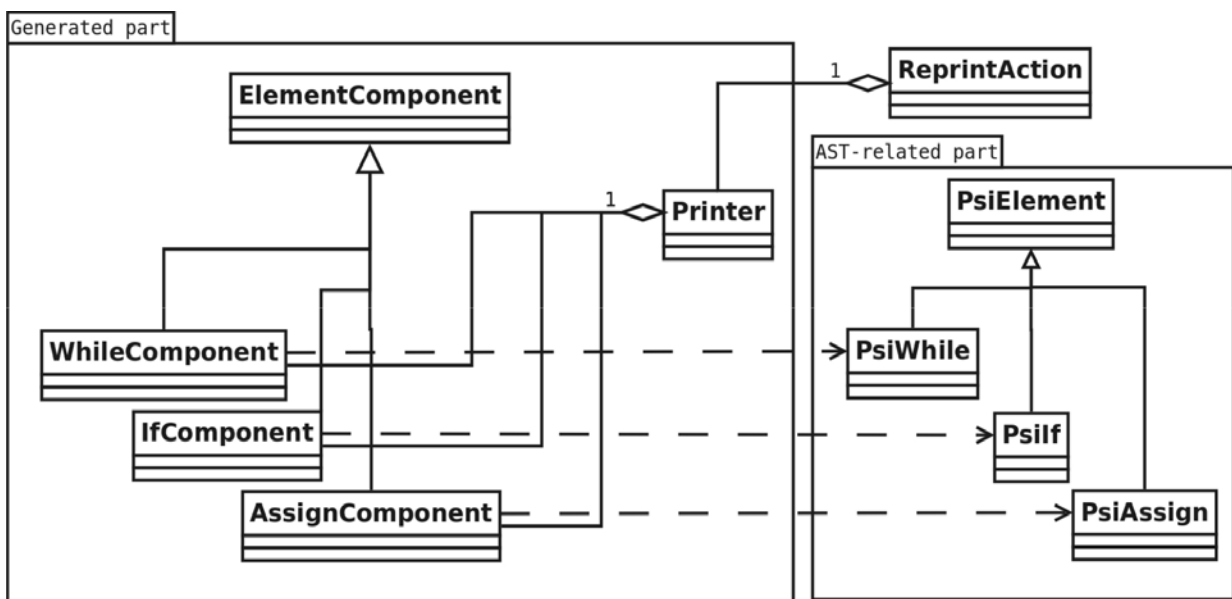 Generated part
ElementComponent
1
ReprintAction
AST-related part
1
Printer
PsiElement
WhileComponent
PsiWhile
IfComponent
PsiIf
AssignComponent
PsiAssign